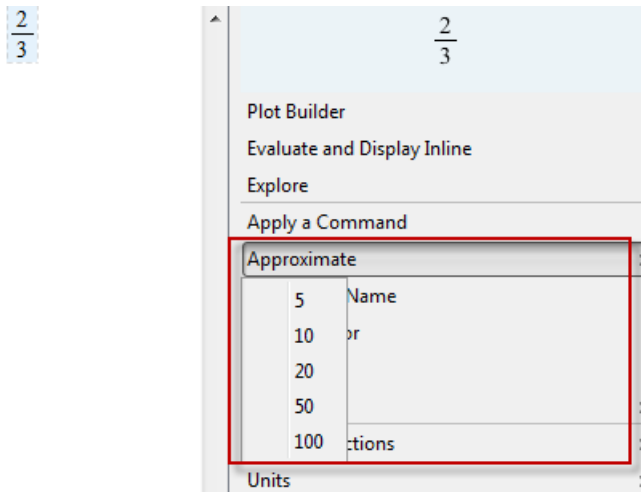 2
3
2
3
Plot Builder
Evaluate and Display Inline
Explore
Apply a Command
Approximate
5 Name
10
20
50
100
Units